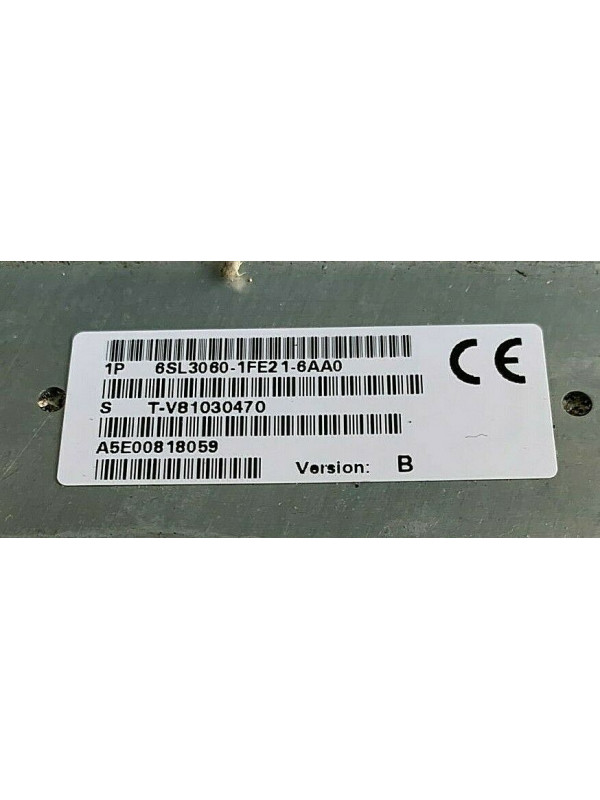 1P 6SL3060-1FE21-6AA0
CE
S T-V81030470
A5E00818059
Version: B